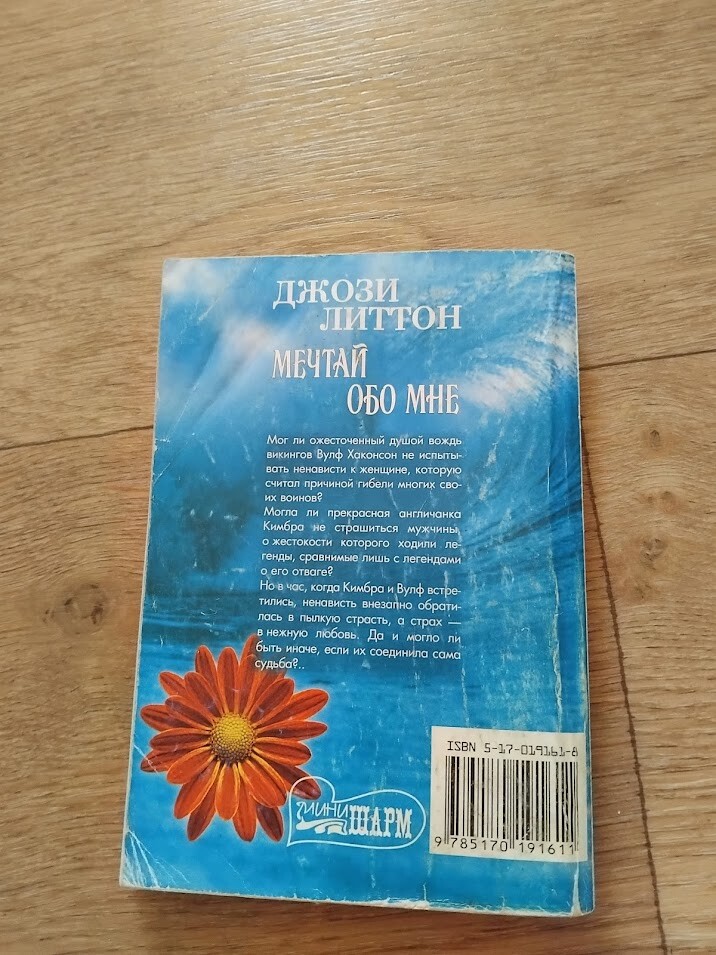 ДЖОЗИ
ЛИТТОН
МЕЧТАЙ
ОБО МНЕ
Мог ли ожесточенный душой вождь
викингов Вулф Хаконсон не испыты-
вать ненависти к женщине, которую
считал причиной гибели многих сво-
их воинов?
Могла ли прекрасная англичанка
Кимбра не страшиться мужчины,
о жестокости которого ходили ле-
генды, сравнимые лишь с легендами
о его отваге?
Но в час, когда Кимбра и Вулф встре-
тились, ненависть внезапно обрати-
лась в пылкую страсть, а страх —
в нежную любовь. Да и могло ли
быть иначе, если их соединила сама
судьба?..
ISBN 5-17-019161-8
МИНИ
ШАРМ
9 785170 191611